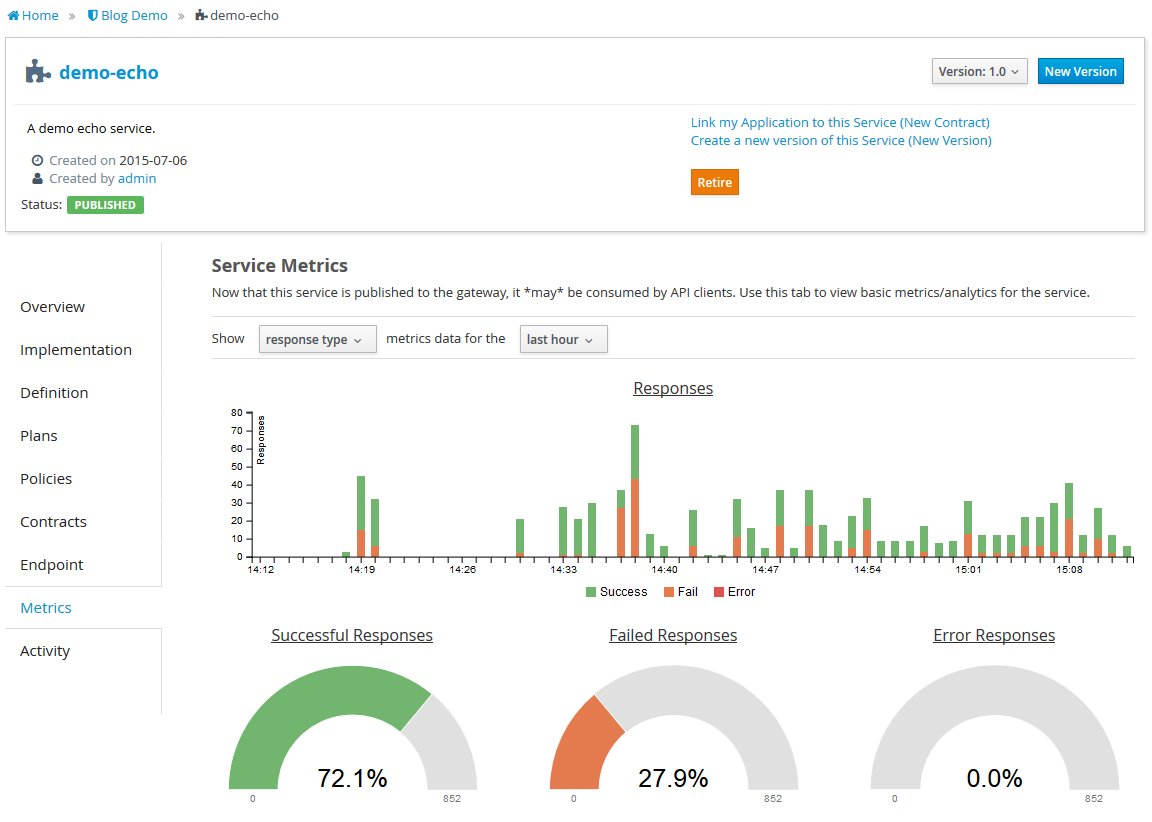 Home » Blog Demo » demo-echo
demo-echo
Version: 1.0
New Version
A demo echo service.
Link my Application to this Service (New Contract)
Create a new version of this Service (New Version)
Created on 2015-07-06
Created by admin
Retire
Status: PUBLISHED
Service Metrics
Now that this service is published to the gateway, it *may* be consumed by API clients. Use this tab to view basic metrics/analytics for the service.
Overview
Implementation
Definition
Plans
Policies
Contracts
Endpoint
Metrics
Activity
Show response type metrics data for the last hour
Responses
80
70
60
50
40
30
20
10
0
Responses
14:12 14:19 14:26 14:33 14:40 14:47 14:54 15:01 15:08
Success Fail Error
Successful Responses
72.1%
0 852
Failed Responses
27.9%
0 852
Error Responses
0.0%
0 852